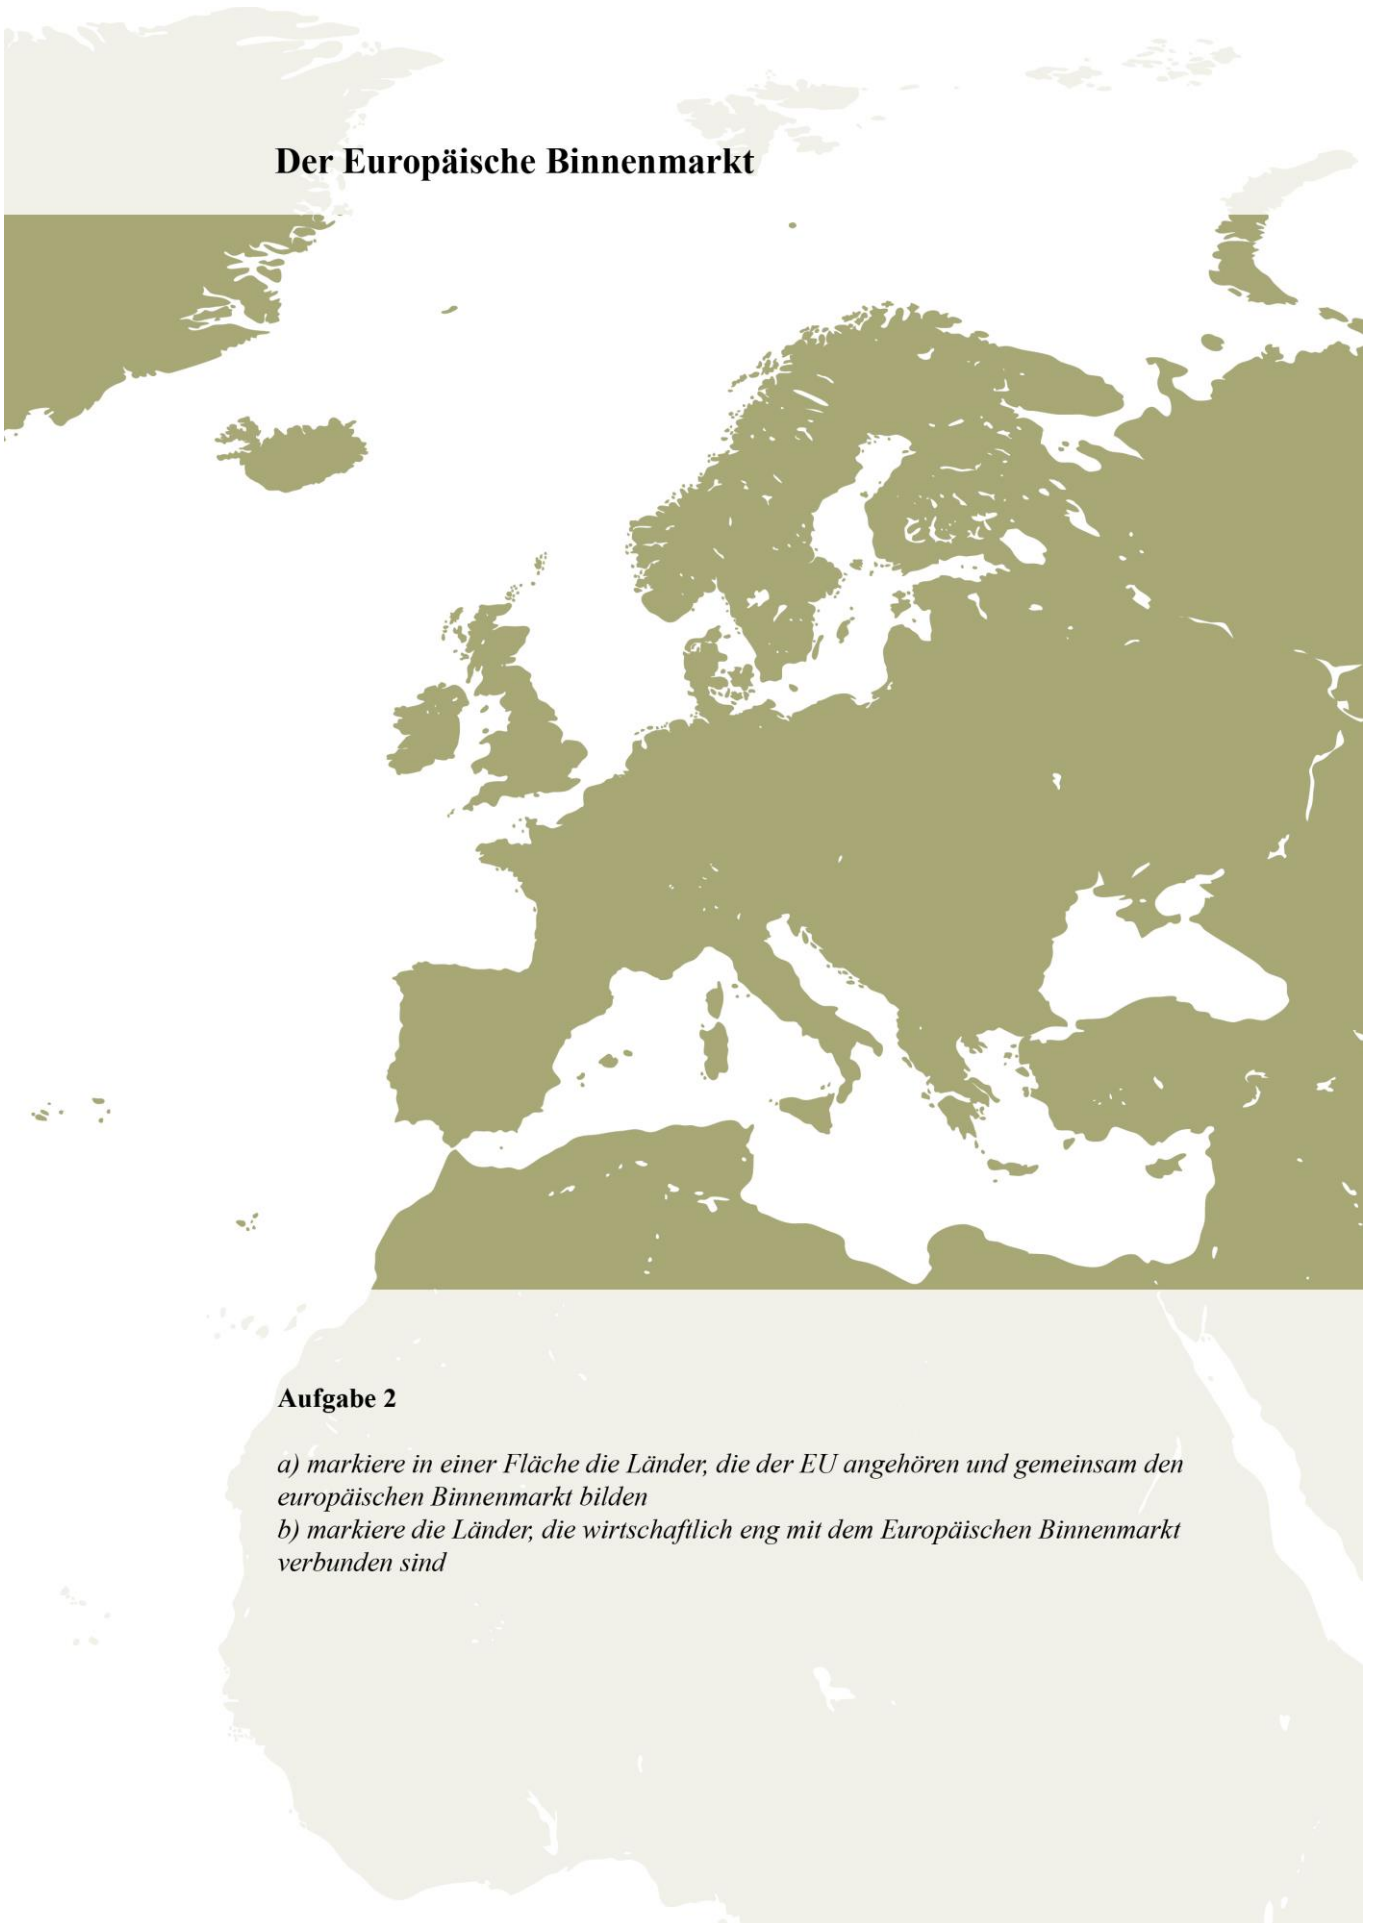 Der Europäische Binnenmarkt
Aufgabe 2
a) markiere in einer Fläche die Länder, die der EU angehören und gemeinsam den
europäischen Binnenmarkt bilden
b) markiere die Länder, die wirtschaftlich eng mit dem Europäischen Binnenmarkt
verbunden sind